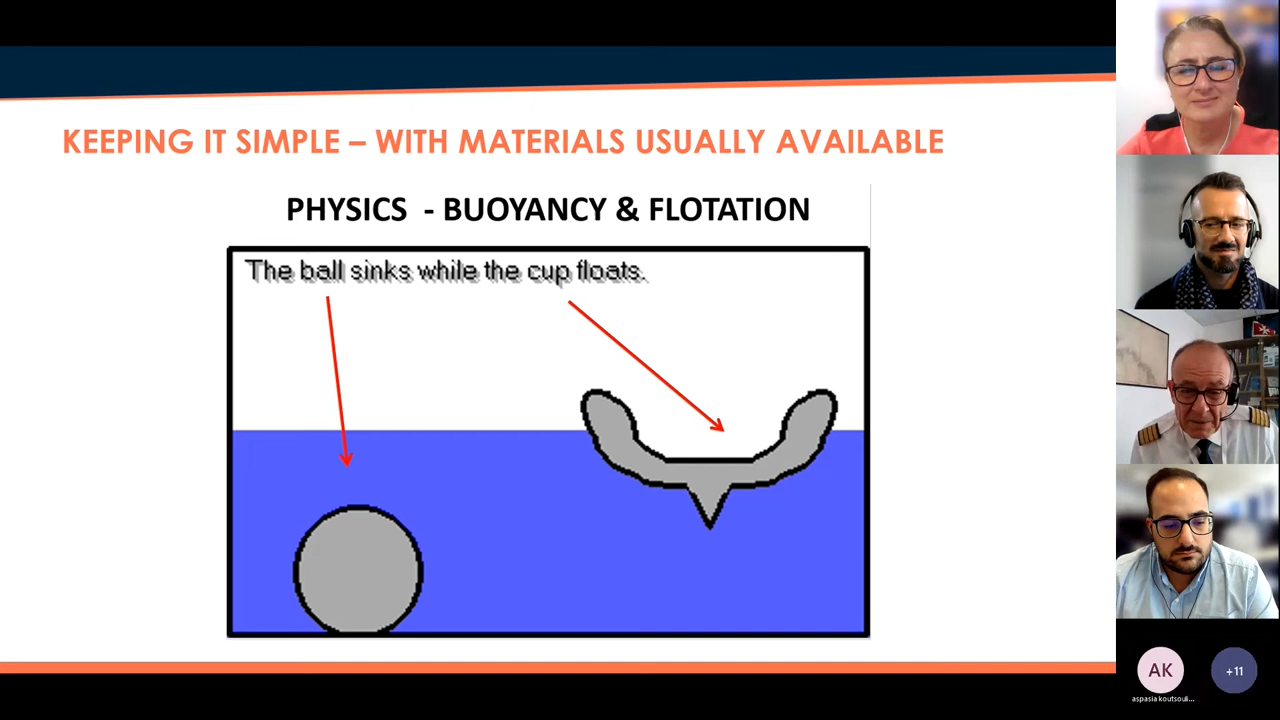 KEEPING IT SIMPLE – WITH MATERIALS USUALLY AVAILABLE
PHYSICS - BUOYANCY & FLOTATION
The ball sinks while the cup floats.
AK
+11
aspasia koutsouli...